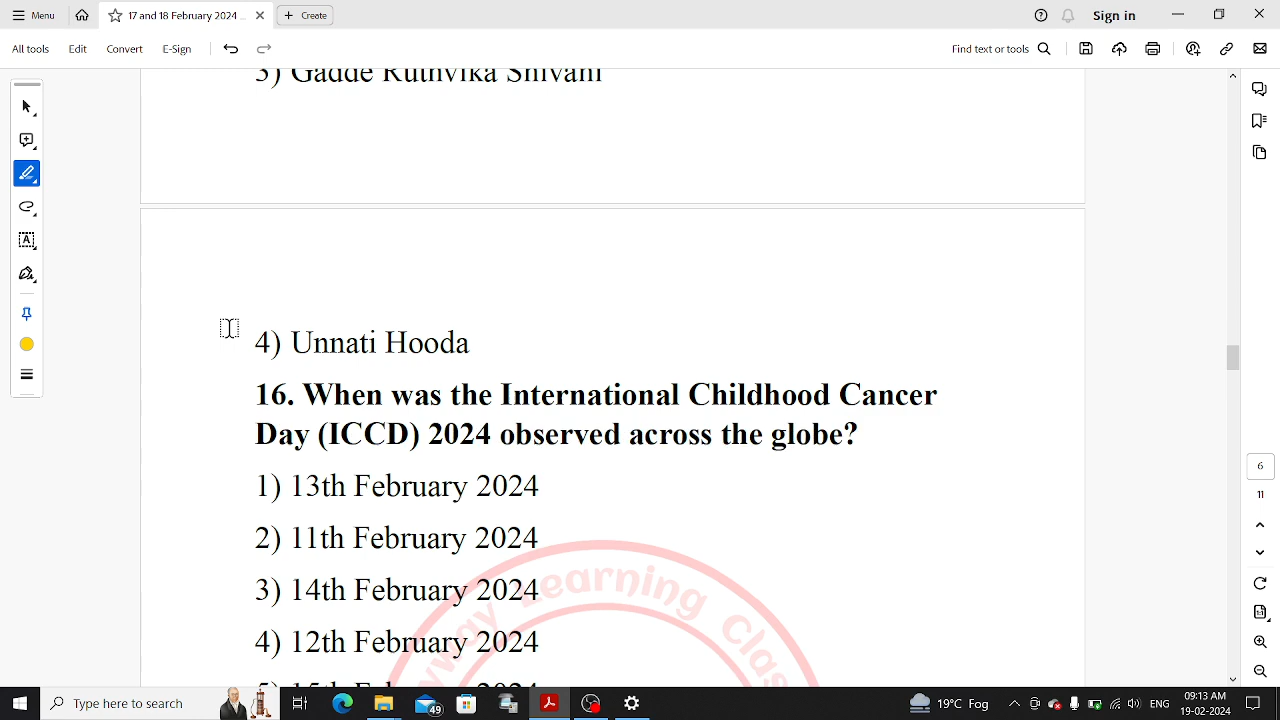 Menu
17 and 18 February 2024 ...
Create
Sign in
All tools
Edit
Convert
E-Sign
Find text or tools
3) Gadde Ruthvika Shivani
4) Unnati Hooda
16. When was the International Childhood Cancer
Day (ICCD) 2024 observed across the globe?
1) 13th February 2024
2) 11th February 2024
3) 14th February 2024
4) 12th February 2024
Learning
6
11
Type here to search
49
19°C Fog
ENG
09:13 AM
19-02-2024